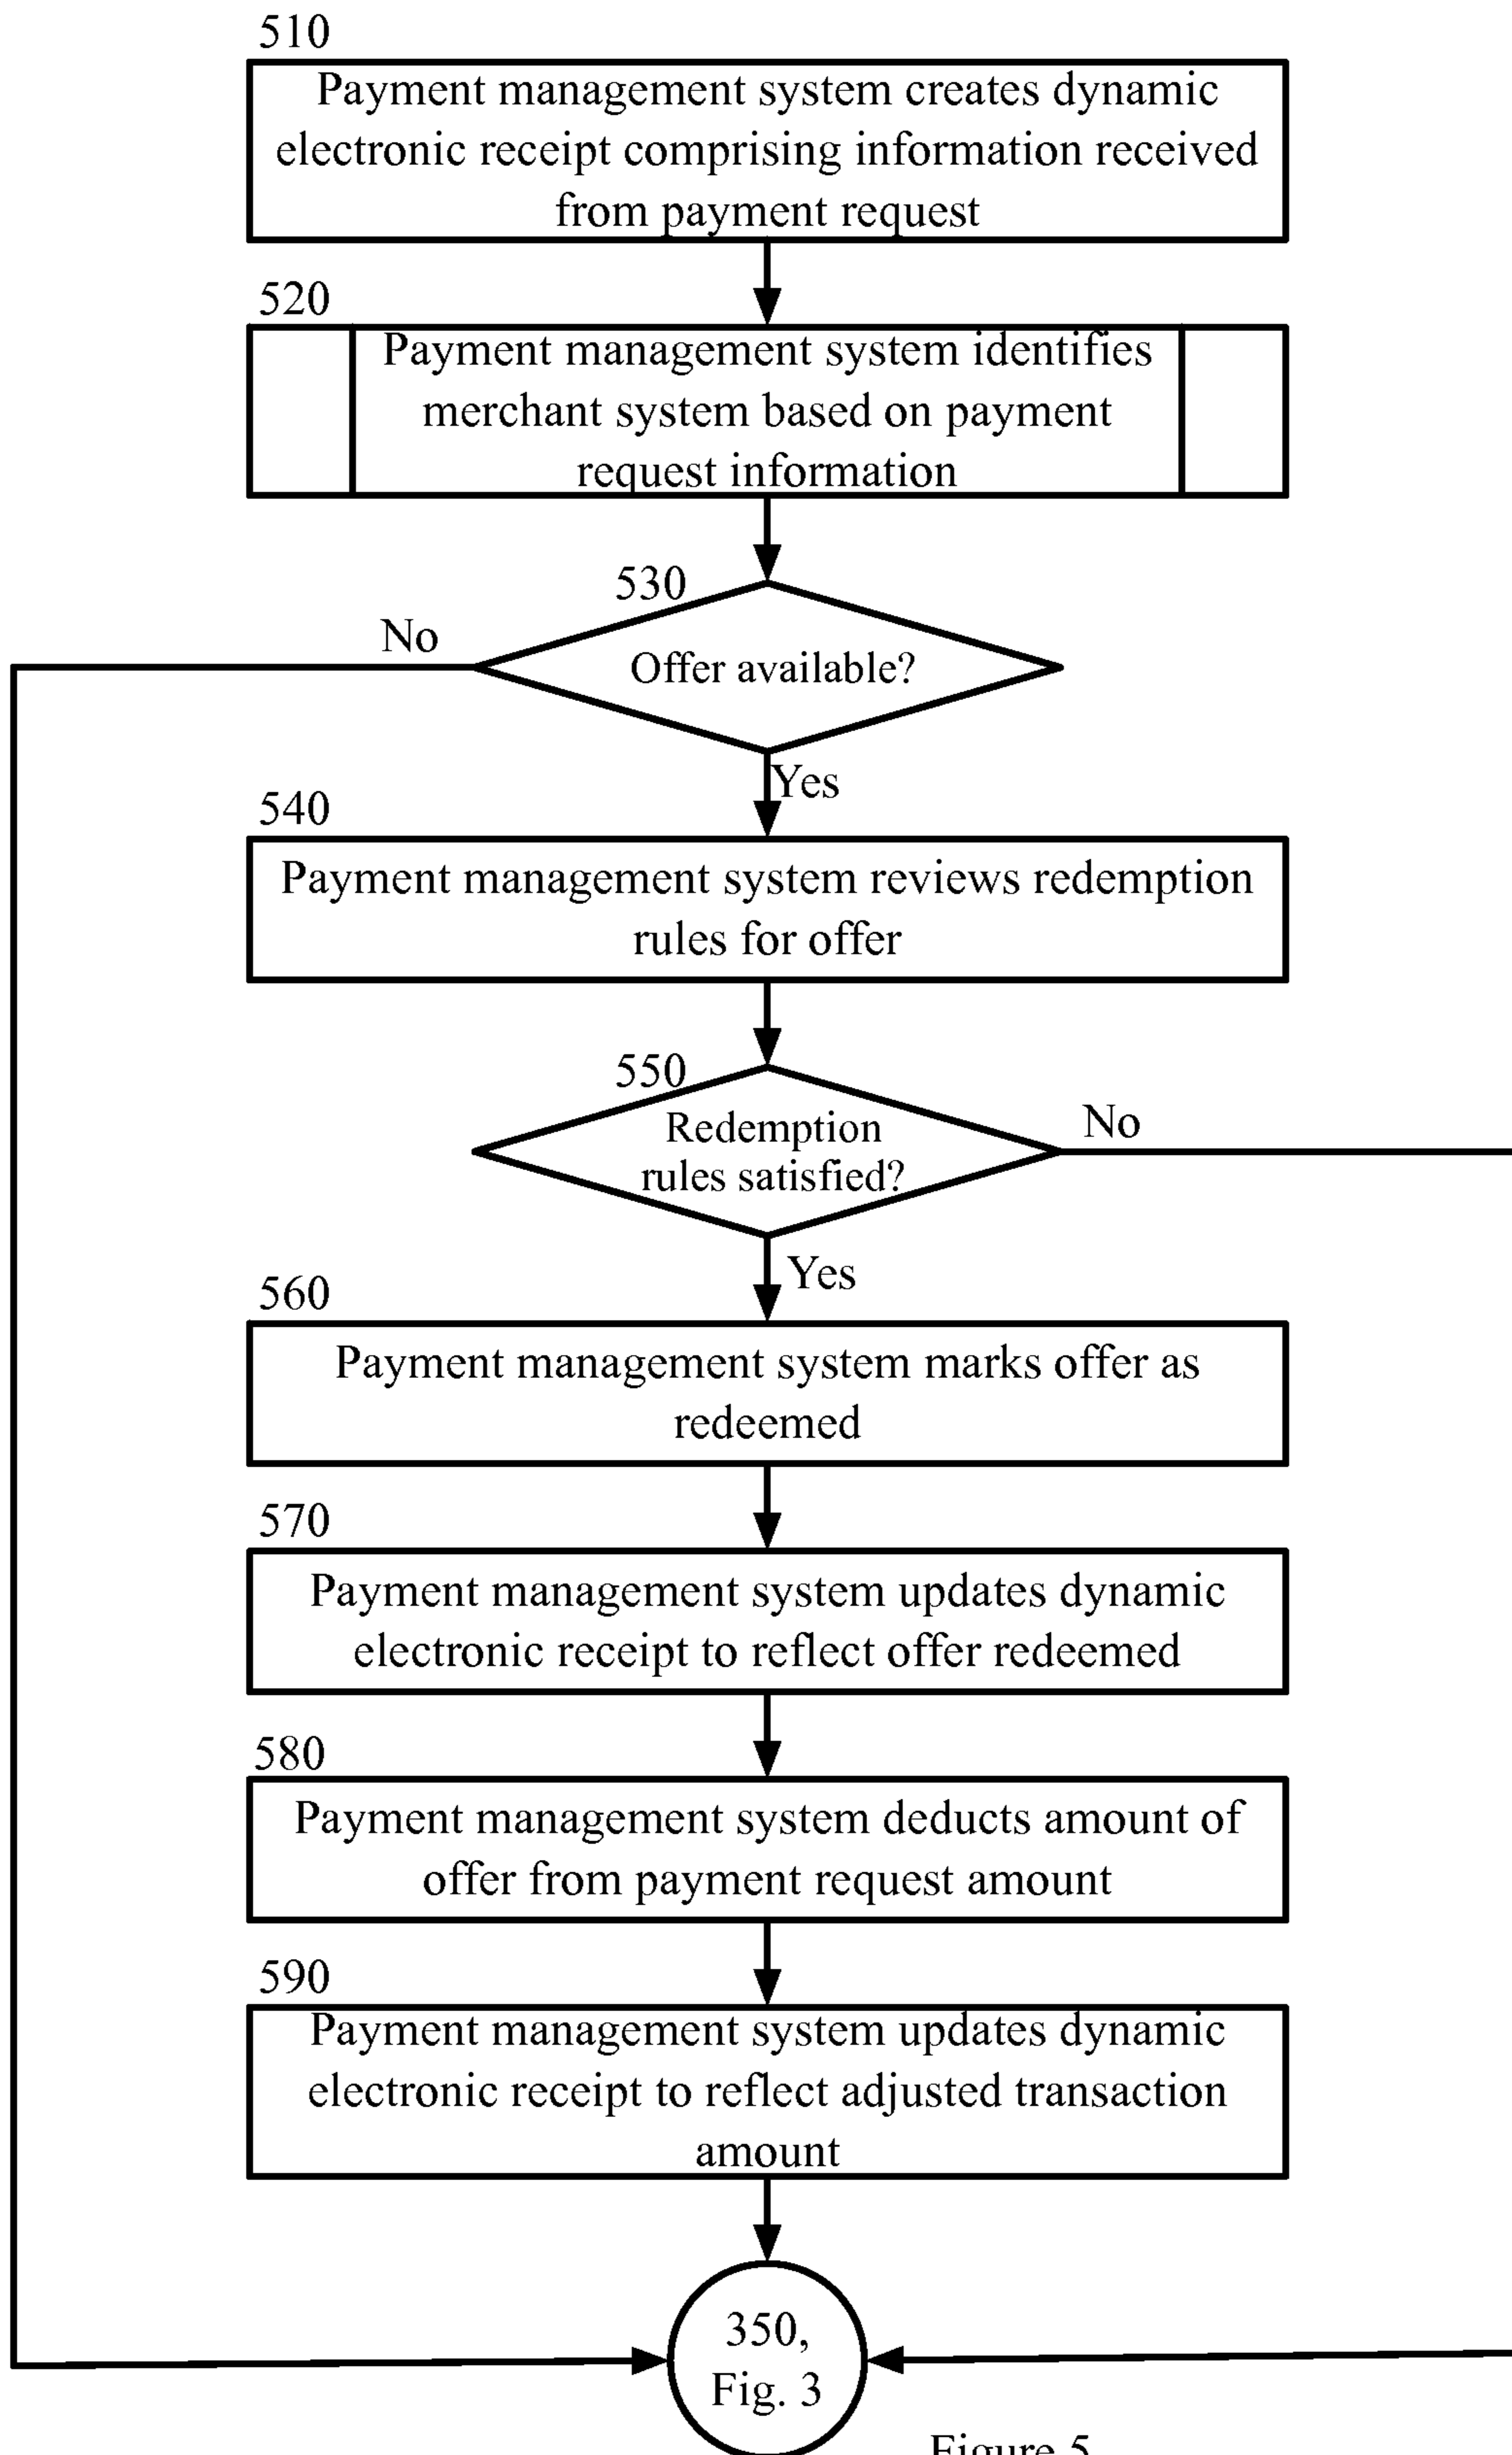 510
Payment management system creates dynamic
electronic receipt comprising information received
from payment request
520
Payment management system identifies
merchant system based on payment
request information
530
No
Offer available?
Yes
540
Payment management system reviews redemption
rules for offer
550
No
Redemption
rules satisfied?
Yes
560
Payment management system marks offer as
redeemed
570
Payment management system updates dynamic
electronic receipt to reflect offer redeemed
580
Payment management system deducts amount of
offer from payment request amount
590
Payment management system updates dynamic
electronic receipt to reflect adjusted transaction
amount
350,
Fig. 3
Figure 5